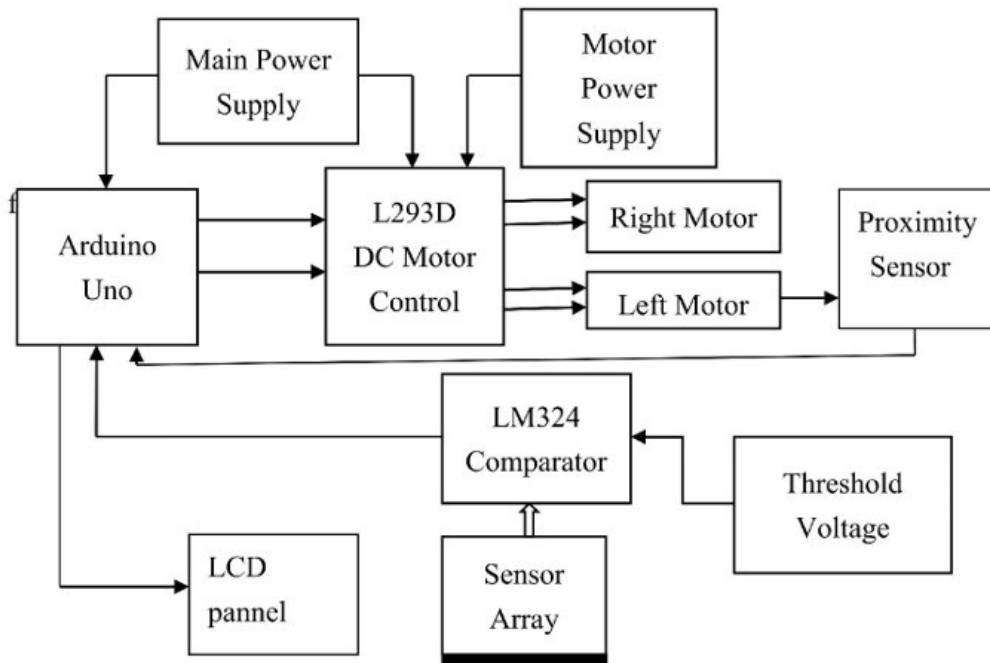 Main Power
Supply
Motor
Power
Supply
f
Arduino
Uno
L293D
DC Motor
Control
Right Motor
Left Motor
Proximity
Sensor
LM324
Comparator
Threshold
Voltage
LCD
pannel
Sensor
Array